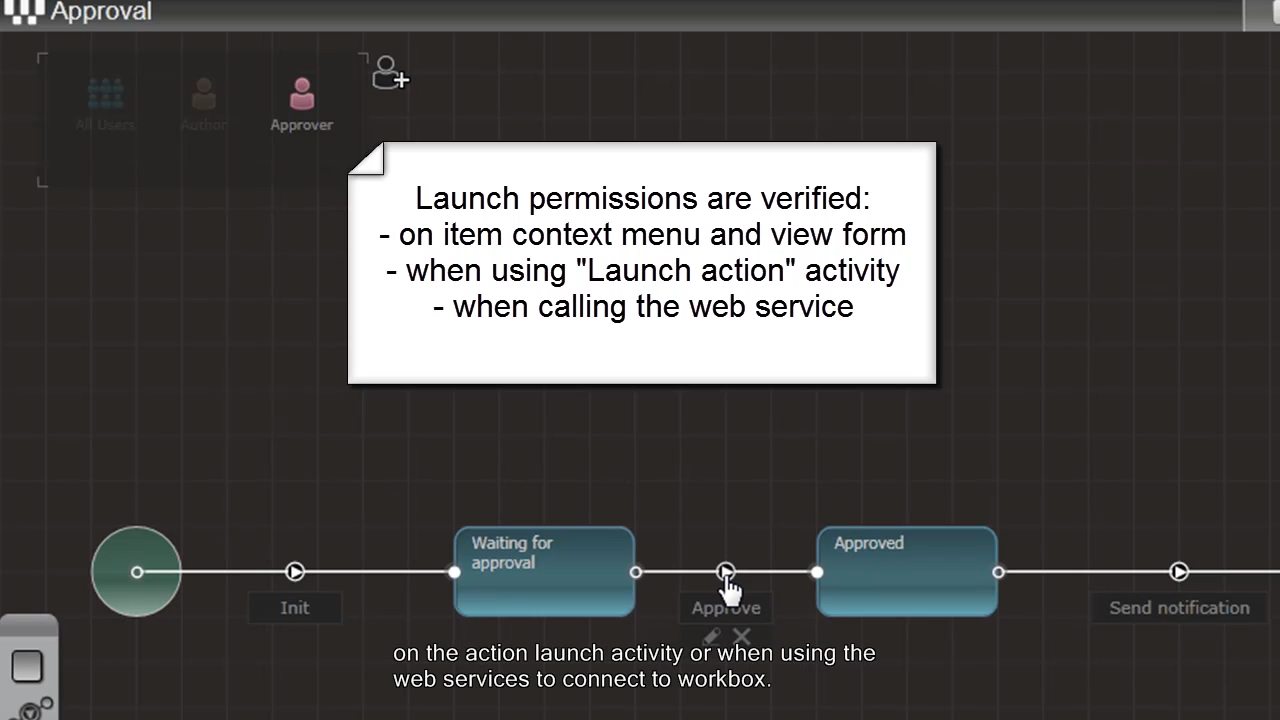 Approval
All Users
Author
Approver
Launch permissions are verified:
- on item context menu and view form
- when using "Launch action" activity
- when calling the web service
Waiting for
approval
Approved
Init
Approve
Send notification
on the action launch activity or when using the
web services to connect to workbox.